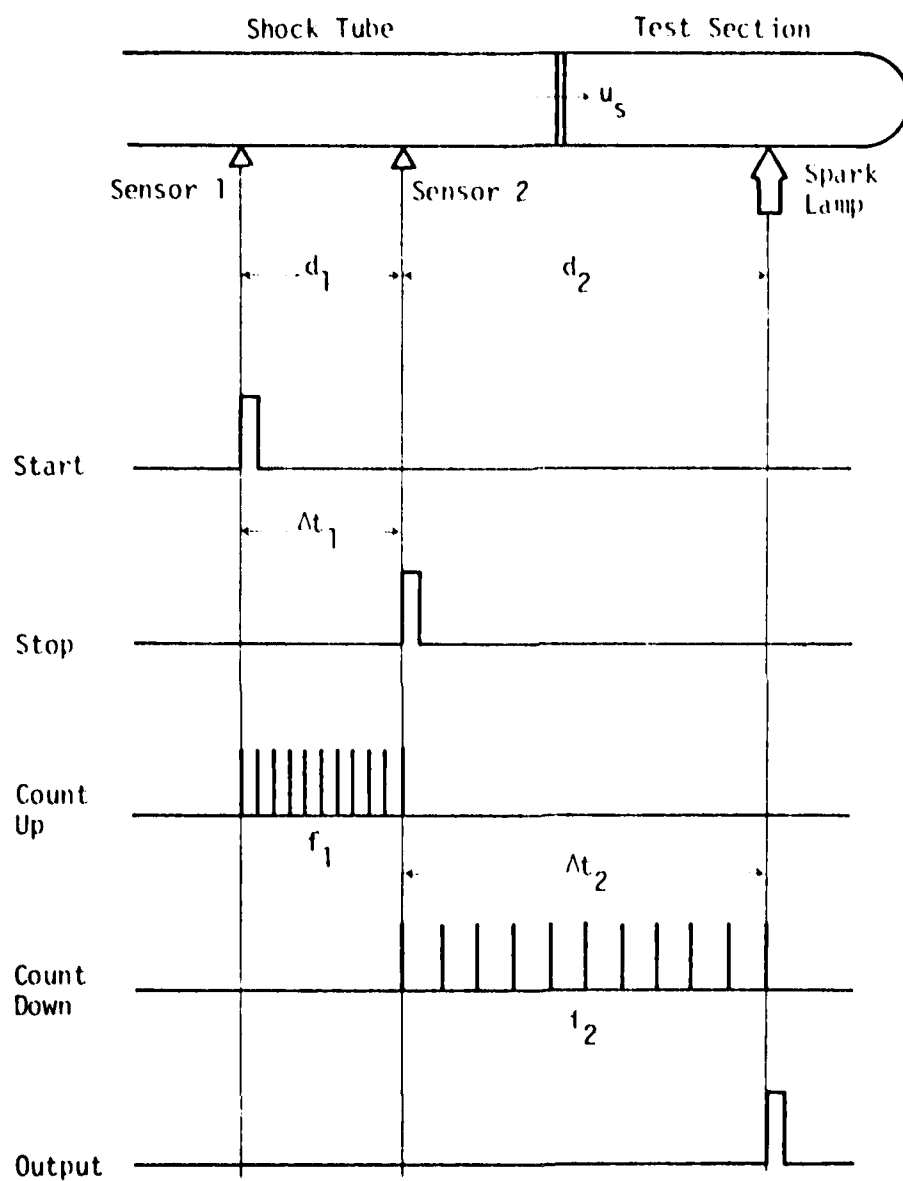 Shock Tube
Test Section
u_s
Sensor 1
Sensor 2
Spark
Lamp
d_1
d_2
Start
Δt_1
Stop
Count
Up
f_1
Δt_2
Count
Down
f_2
Output